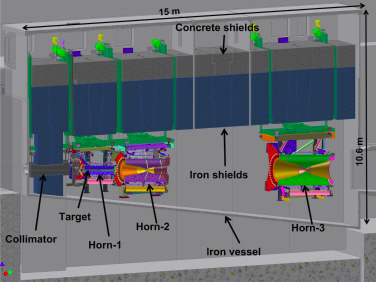 15 m
Concrete shields
10.6 m
Iron shields
Target
Horn-2
Collimator
Horn-1
Horn-3
Iron vessel